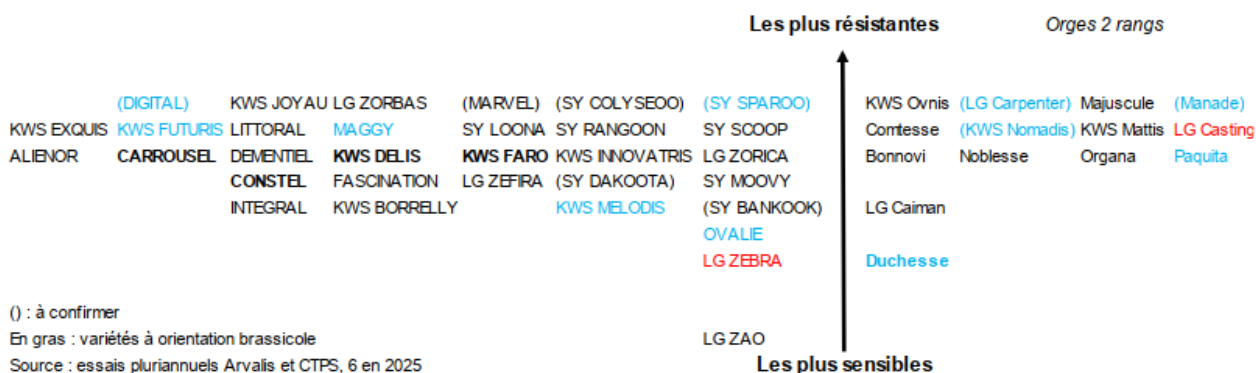 Les plus résistantes Orges 2 rangs
(DIGITAL) KWS JOYAU LG ZORBAS (MARVEL) (SY COLYSEOO) (SY SPAROO) KWS Ovnis (LG Carpenter) Majuscule (Manade)
KWS EXQUIS KWS FUTURIS LITTORAL MAGGY SY LOONA SY RANGOON SY SCOOP Comtesse (KWS Nomadis) KWS Mattis LG Casting
ALIENOR CARROUSEL DEMENTIEL KWS DELIS KWS FARO KWS INNOVATRIS LG ZORICA Bonnovi Noblesse Organa Paquita
CONSTEL FASCINATION LG ZEFIRA (SY DAKOOTA) SY MOOVY
INTEGRAL KWS BORRELLY KWS MELODIS (SY BANKOOK) LG Caiman
OVALIE
LG ZEBRA Duchesse
() : à confirmer
En gras : variétés à orientation brassicole LG ZAO
Source : essais pluriannuels Arvalis et CTPS, 6 en 2025 Les plus sensibles